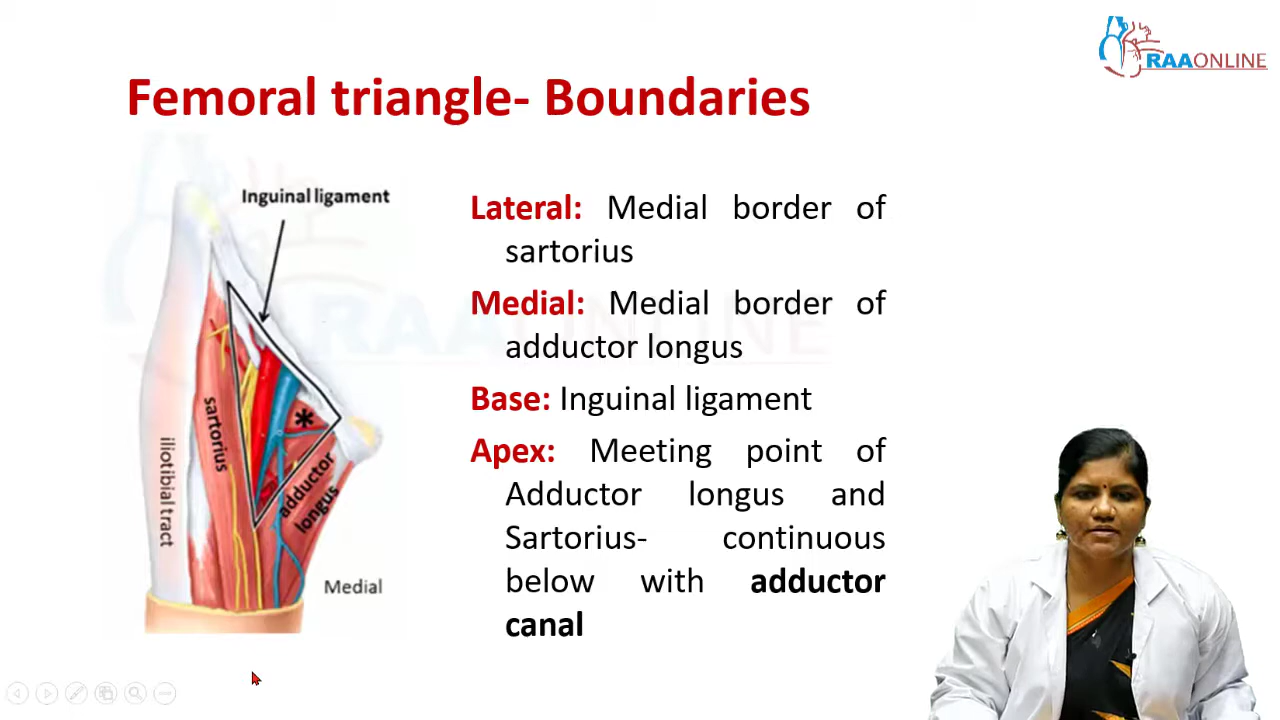 RAAONLINE
Femoral triangle- Boundaries
Inguinal ligament
sartorius
iliotibial tract
adductor
longus
Medial
Lateral: Medial border of
sartorius
Medial: Medial border of
adductor longus
Base: Inguinal ligament
Apex: Meeting point of
Adductor longus and
Sartorius- continuous
below with adductor
canal
RAAONLINE